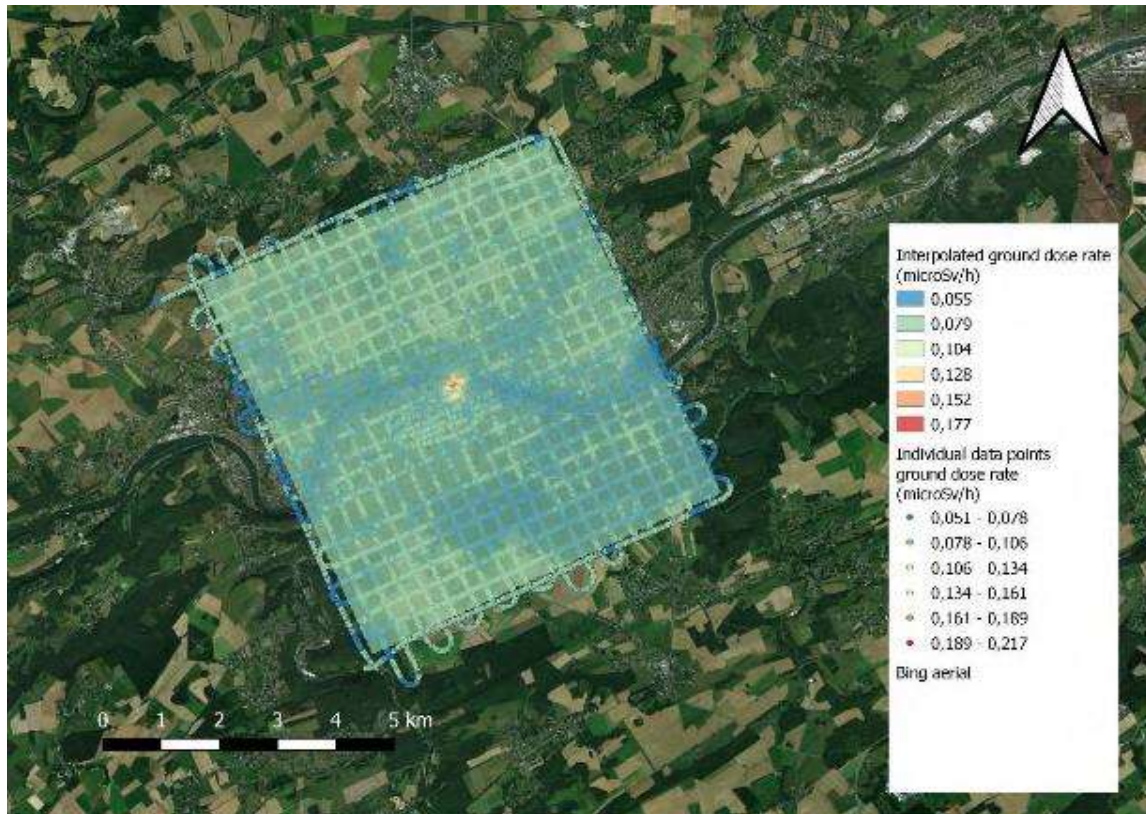 Interpolated ground dose rate
(microSv/h)
0,055
0,079
0,104
0,128
0,152
0,177
Individual data points
ground dose rate
(microSv/h)
0,051 - 0,078
0,078 - 0,106
0,106 - 0,134
0,134 - 0,161
0,161 - 0,189
0,189 - 0,217
Bing aerial
0 1 2 3 4 5 km